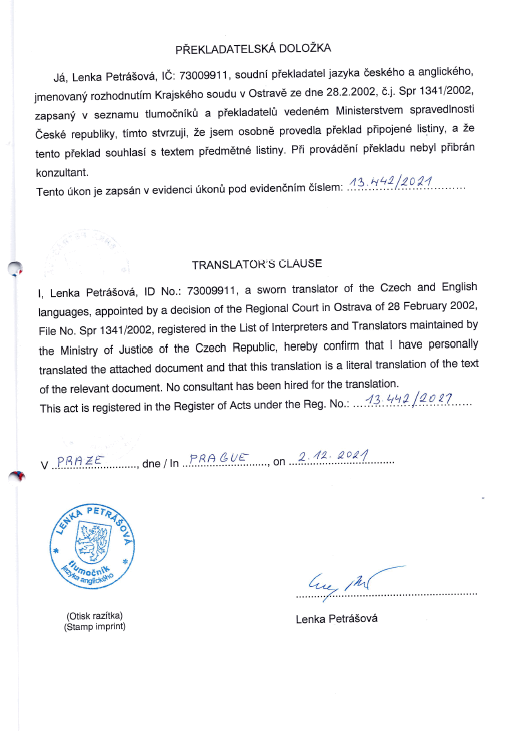 PŘEKLADATELSKÁ DOLOŽKA
Já, Lenka Petrášová, IČ: 73009911, soudní překladatel jazyka českého a anglického,
jmenovaný rozhodnutím Krajského soudu v Ostravě ze dne 28.2.2002, č.j. Spr 1341/2002,
zapsaný v seznamu tlumočníků a překladatelů vedeném Ministerstvem spravedlnosti
České republiky, tímto stvrzuji, že jsem osobně provedla překlad připojené listiny, a že
tento překlad souhlasí s textem předmětné listiny. Při provádění překladu nebyl přibrán
konzultant.
Tento úkon je zapsán v evidenci úkonů pod evidenčním číslem: 13.442/2021
TRANSLATOR'S CLAUSE
I, Lenka Petrášová, ID No.: 73009911, a sworn translator of the Czech and English
languages, appointed by a decision of the Regional Court in Ostrava of 28 February 2002,
File No. Spr 1341/2002, registered in the List of Interpreters and Translators maintained by
the Ministry of Justice of the Czech Republic, hereby confirm that I have personally
translated the attached document and that this translation is a literal translation of the text
of the relevant document. No consultant has been hired for the translation.
This act is registered in the Register of Acts under the Reg. No.: 13.442/2021
V PRAZE, dne / In PRAGUE, on 2.12.2021
LENKA PETRÁŠOVÁ
tlumočník
jazyka anglického
(Otisk razítka)
(Stamp imprint)
Lenka Petrášová